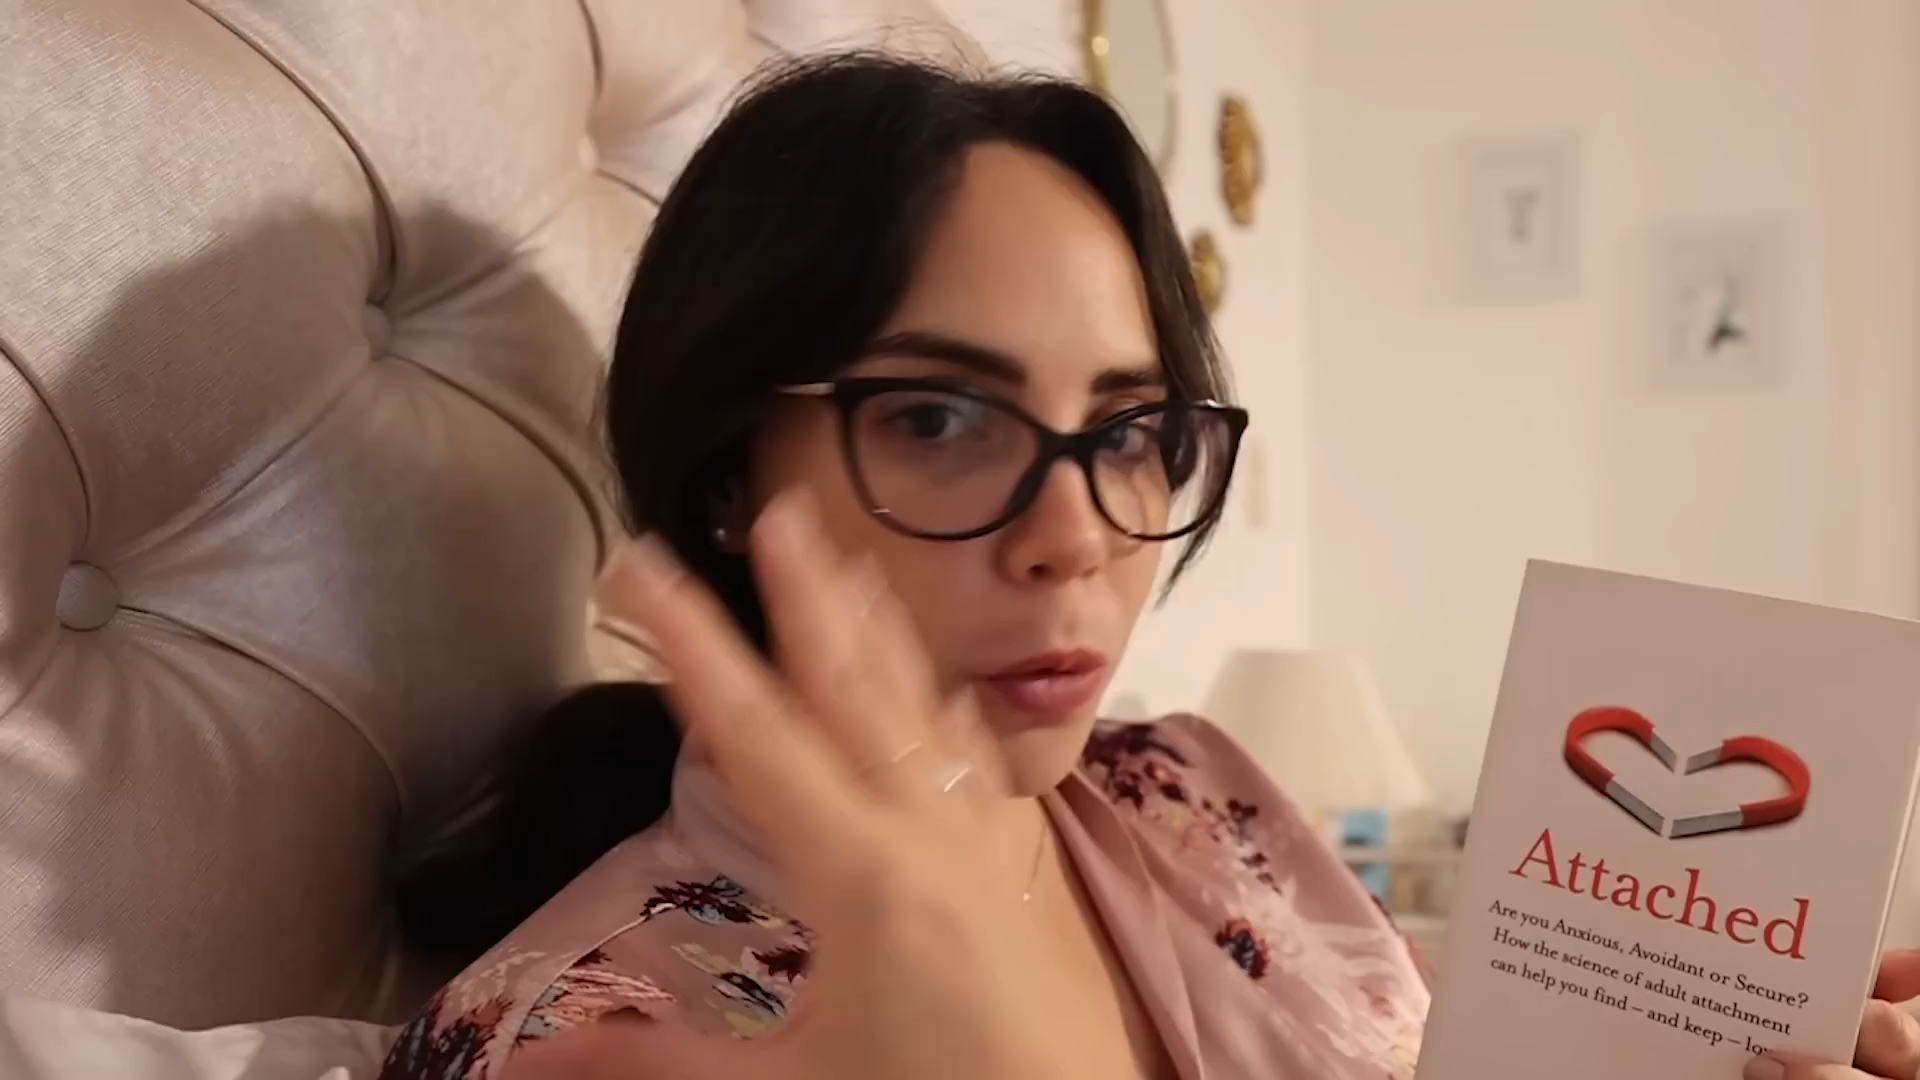 Attached
Are you Anxious, Avoidant or Secure?
How the science of adult attachment
can help you find – and keep –